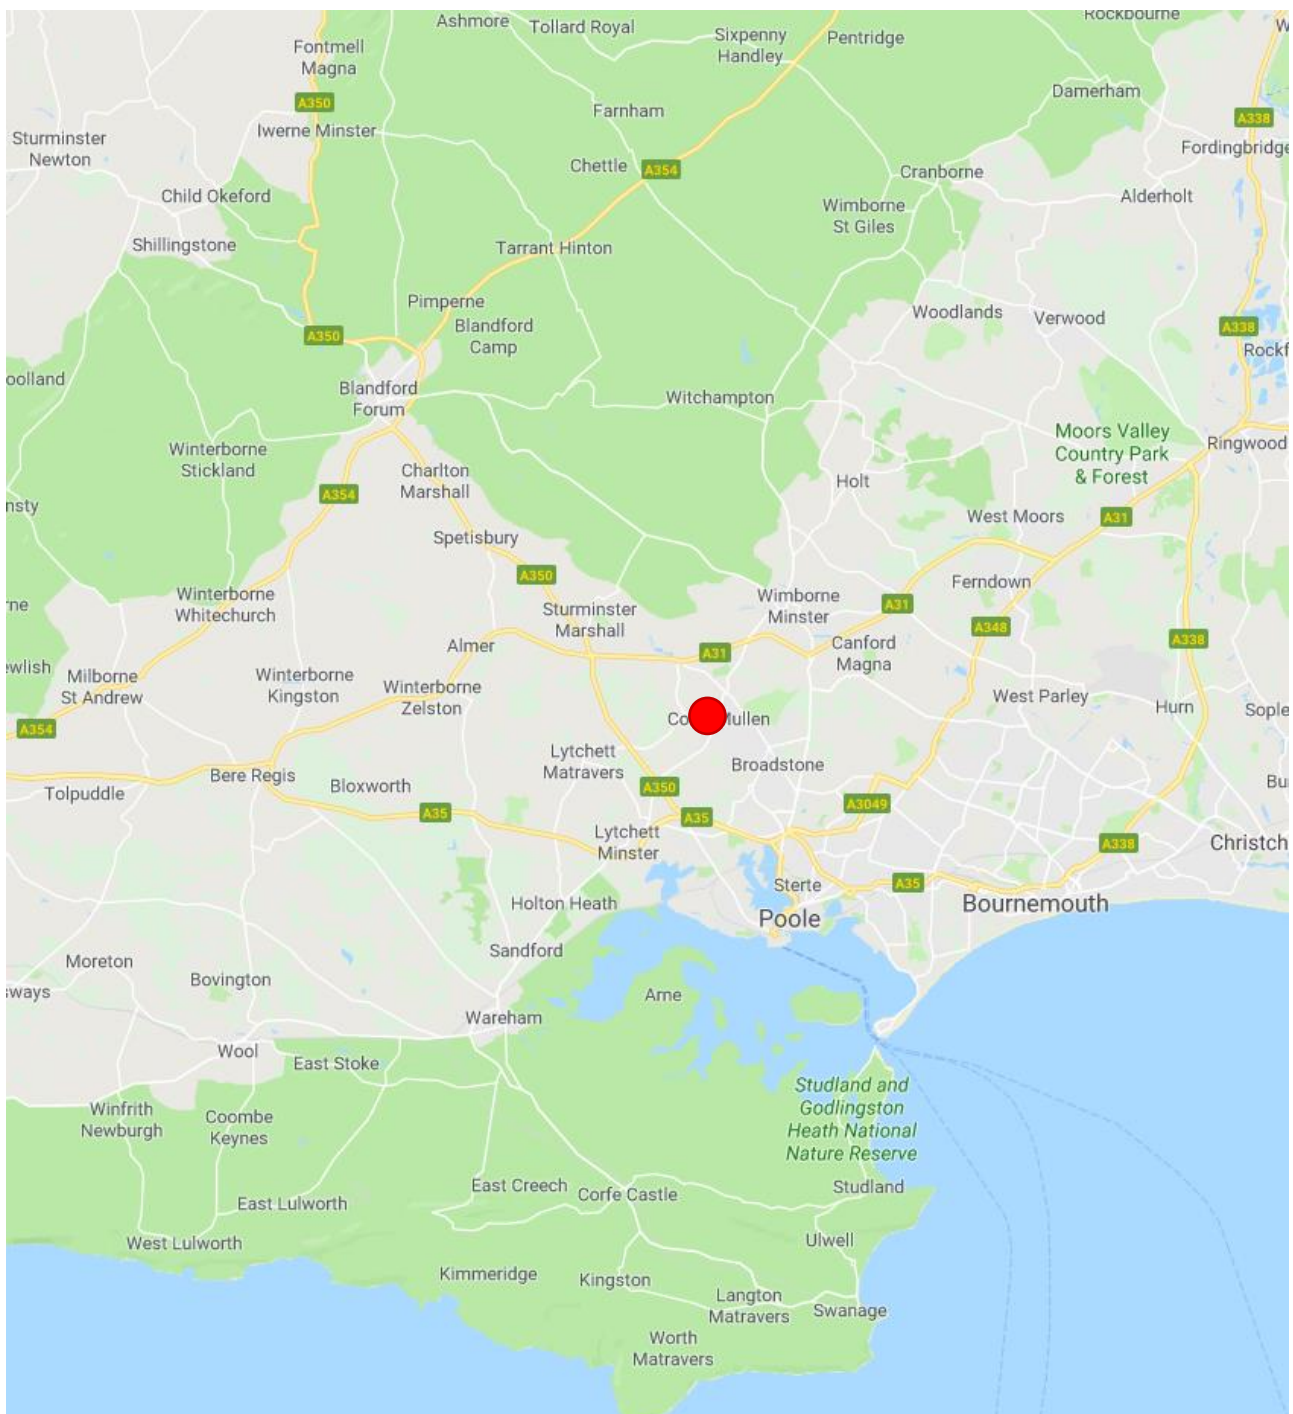 Ashmore
Tollard Royal
Sixpenny
Handley
Pentridge
Rockbourne
Fontmell
Magna
A350
Iwerne Minster
Farnham
Damerham
A338
Sturminster
Newton
Fordingbridge
Chettle
A354
Cranborne
Child Okeford
Alderholt
Wimborne
St Giles
Shillingstone
Tarrant Hinton
Pimperne
Blandford
Camp
Woodlands
Verwood
A338
A350
Rockf
oolland
Blandford
Forum
Witchampton
Moors Valley
Country Park
& Forest
Ringwood
Winterborne
Stickland
Charlton
Marshall
Holt
A354
nsty
West Moors
A31
Spetisbury
A350
Ferndown
Winterborne
Whitechurch
Sturminster
Marshall
Wimborne
Minster
A31
rne
A348
A338
Almer
A31
Canford
Magna
ewlish
Milborne
St Andrew
Winterborne
Kingston
Winterborne
Zelston
West Parley
Hurn
Sople
A354
Co
Mullen
Lytchett
Matravers
Broadstone
Bere Regis
Bloxworth
A350
Bu
Tolpuddle
A35
A35
A3049
Lytchett
Minster
A338
Christch
Sterte
A35
Holton Heath
Poole
Bournemouth
Sandford
Moreton
Bovington
sways
Arne
Wareham
Wool
East Stoke
Studland and
Godlingston
Heath National
Nature Reserve
Winfrith
Newburgh
Coombe
Keynes
East Creech
Corfe Castle
Studland
East Lulworth
West Lulworth
Ulwell
Kimmeridge
Kingston
Langton
Matravers
Swanage
Worth
Matravers